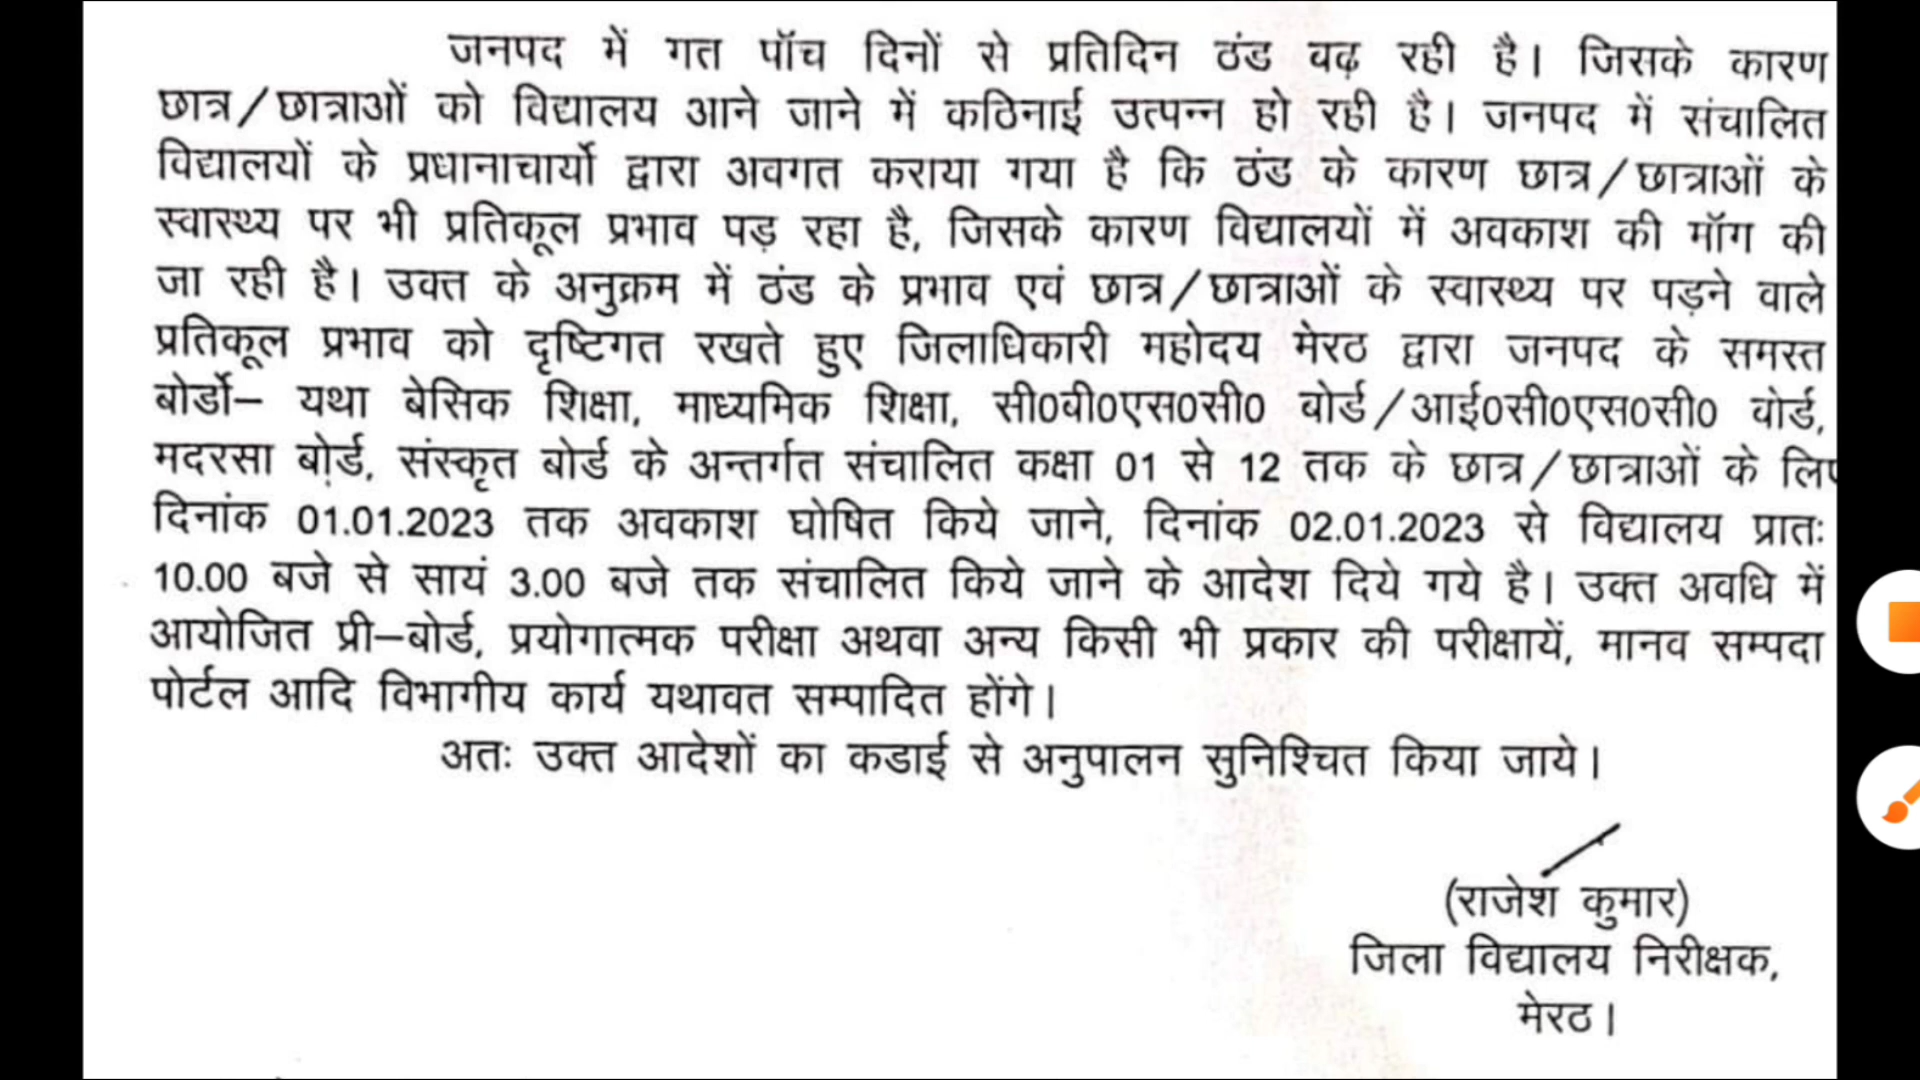 जनपद में गत पॉच दिनों से प्रतिदिन ठंड वढ़ रही है। जिसके कारण
छात्र/छात्राओं को विद्यालय आने जाने में कठिनाई उत्पन्न हो रही है। जनपद में संचालित
विद्यालयों के प्रधानाचार्यो द्वारा अवगत कराया गया है कि ठंड के कारण छात्र/छात्राओं के
स्वास्थ्य पर भी प्रतिकूल प्रभाव पड़ रहा है, जिसके कारण विद्यालयों में अवकाश की मॉग की
जा रही है। उक्त के अनुक्रम में ठंड के प्रभाव एवं छात्र/छात्राओं के स्वास्थ्य पर पड़ने वाले
प्रतिकूल प्रभाव को दृष्टिगत रखते हुए जिलाधिकारी महोदय मेरठ द्वारा जनपद के समस्त
बोर्डो– यथा बेसिक शिक्षा, माध्यमिक शिक्षा, सी0बी0एस0सी0 बोर्ड/आई0सी0एस0सी0 वोर्ड,
मदरसा बोर्ड, संस्कृत बोर्ड के अन्तर्गत संचालित कक्षा 01 से 12 तक के छात्र/छात्राओं के लिए
दिनांक 01.01.2023 तक अवकाश घोषित किये जाने, दिनांक 02.01.2023 से विद्यालय प्रातः
10.00 बजे से सायं 3.00 बजे तक संचालित किये जाने के आदेश दिये गये है। उक्त अवधि में
आयोजित प्री–बोर्ड, प्रयोगात्मक परीक्षा अथवा अन्य किसी भी प्रकार की परीक्षायें, मानव सम्पदा
पोर्टल आदि विभागीय कार्य यथावत सम्पादित होंगे।
अतः उक्त आदेशों का कडाई से अनुपालन सुनिश्चित किया जाये।
(राजेश कुमार)
जिला विद्यालय निरीक्षक,
मेरठ।